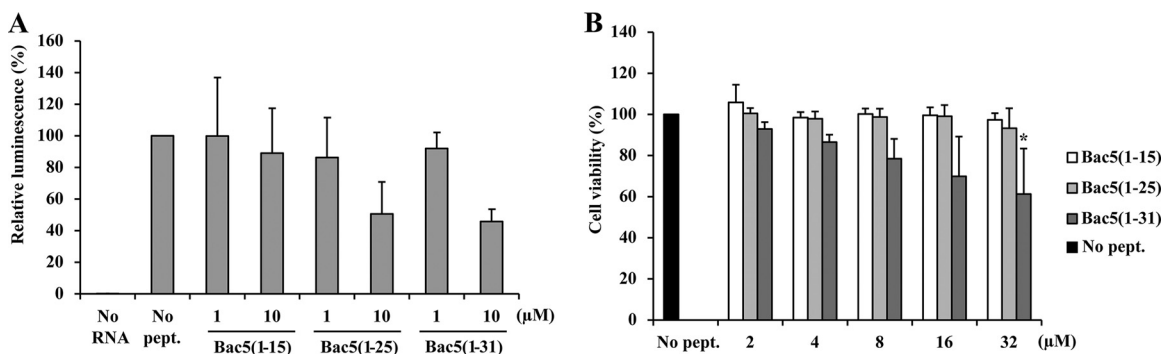 A
Relative luminescence (%)
160
140
120
100
80
60
40
20
0
No RNA
No pept.
1
10
1
10
1
10
(μM)
Bac5(1-15)
Bac5(1-25)
Bac5(1-31)
B
Cell viability (%)
140
120
100
80
60
40
20
0
*
No pept.
2
4
8
16
32
(μM)
Bac5(1-15)
Bac5(1-25)
Bac5(1-31)
No pept.